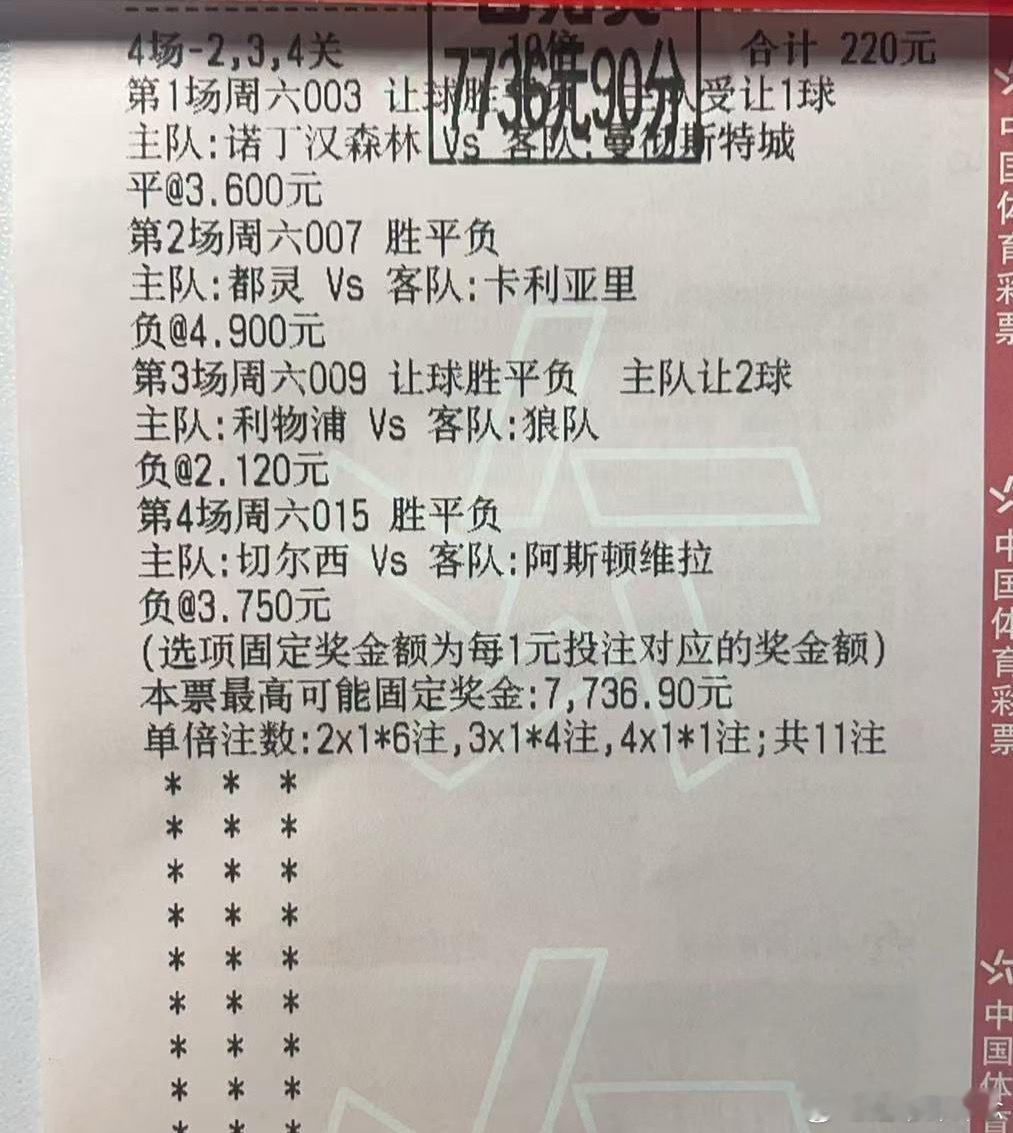 4场-2,3,4关 10倍 合计 220元
7736元90分
第1场周六003 让球胜 受让1球
主队:诺丁汉森林 Vs 客队:曼彻斯特城
平@3.600元
第2场周六007 胜平负
主队:都灵 Vs 客队:卡利亚里
负@4.900元
第3场周六009 让球胜平负 主队让2球
主队:利物浦 Vs 客队:狼队
负@2.120元
第4场周六015 胜平负
主队:切尔西 Vs 客队:阿斯顿维拉
负@3.750元
(选项固定奖金额为每1元投注对应的奖金额)
本票最高可能固定奖金:7,736.90元
单倍注数:2x1*6注,3x1*4注,4x1*1注;共11注
* * *
* * *
* * *
* * *
* * *
* * *
* * *
* * *
* * *
中国体育彩票
中国体育彩票
中国体育